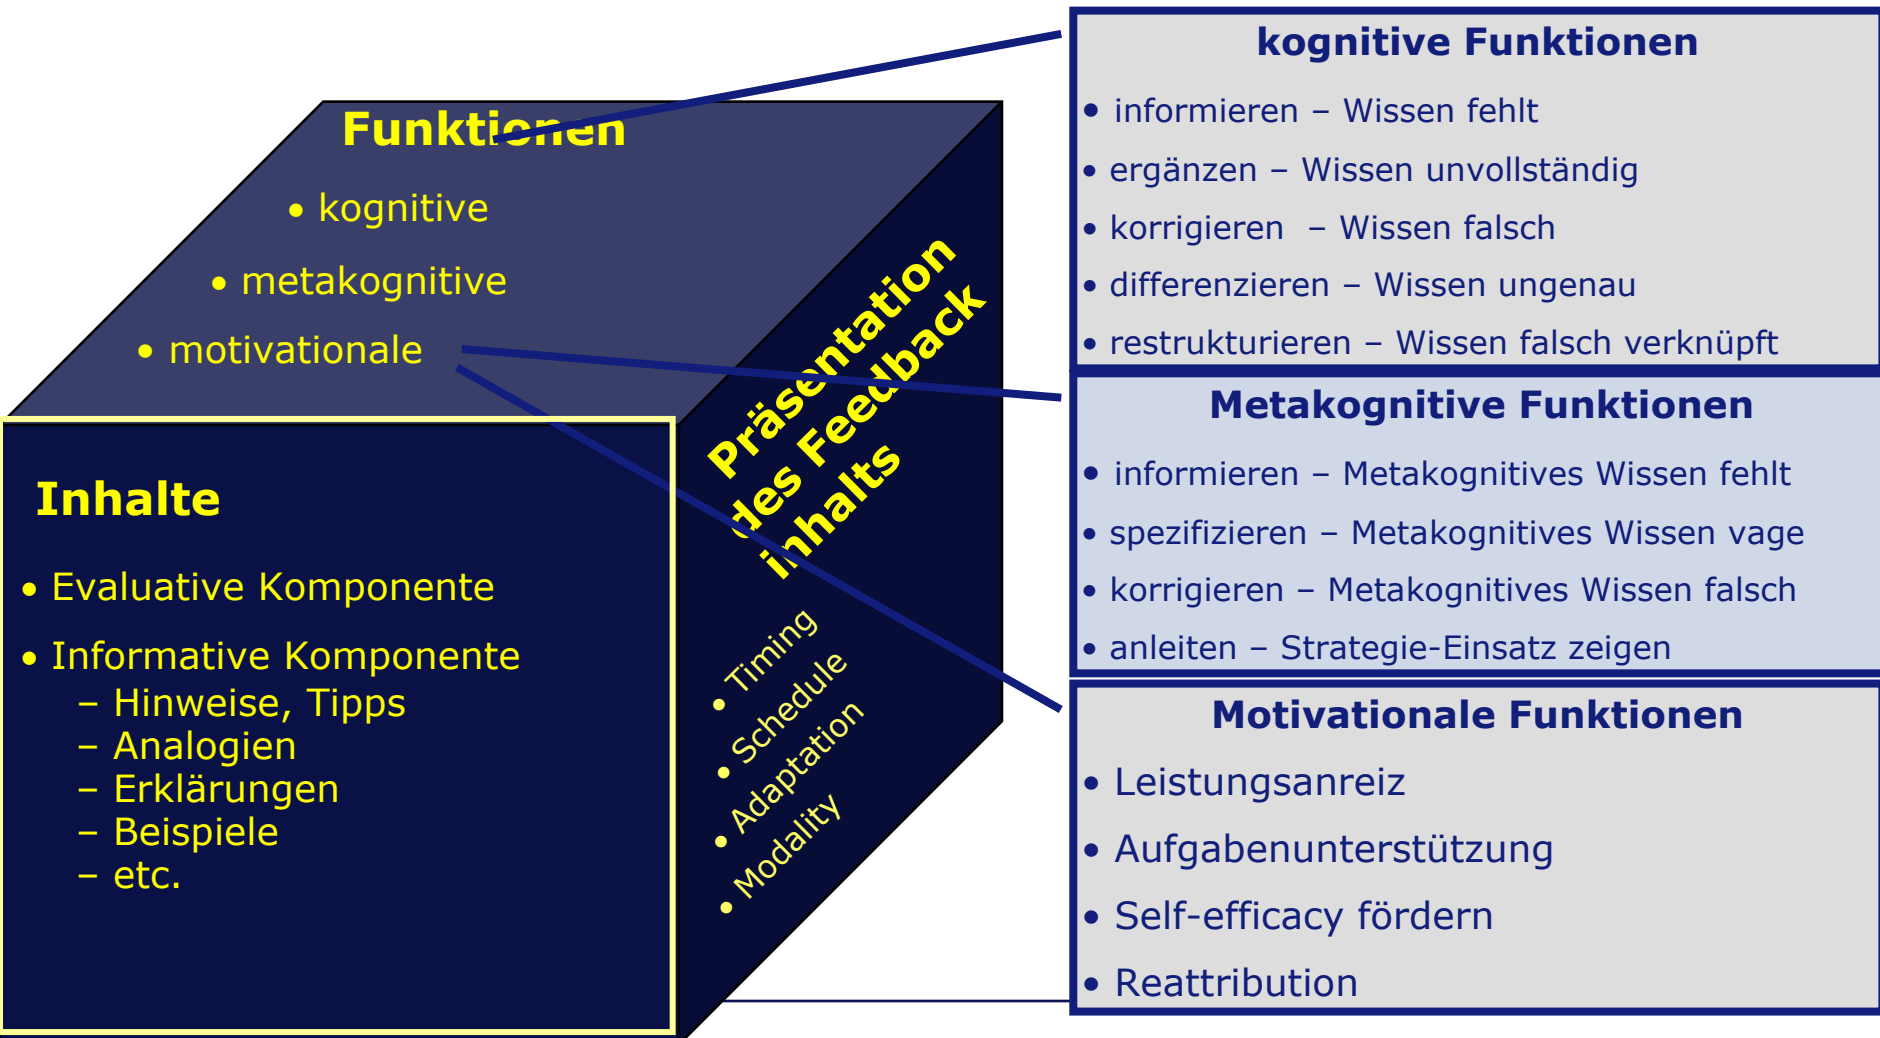 Funktionen
• kognitive
• metakognitive
• motivationale
Inhalte
• Evaluative Komponente
• Informative Komponente
– Hinweise, Tipps
– Analogien
– Erklärungen
– Beispiele
– etc.
Präsentation
des Feedback
inhalts
• Timing
• Schedule
• Adaptation
• Modality
kognitive Funktionen
• informieren – Wissen fehlt
• ergänzen – Wissen unvollständig
• korrigieren – Wissen falsch
• differenzieren – Wissen ungenau
• restrukturieren – Wissen falsch verknüpft
Metakognitive Funktionen
• informieren – Metakognitives Wissen fehlt
• spezifizieren – Metakognitives Wissen vage
• korrigieren – Metakognitives Wissen falsch
• anleiten – Strategie-Einsatz zeigen
Motivationale Funktionen
• Leistungsanreiz
• Aufgabenunterstützung
• Self-efficacy fördern
• Reattribution